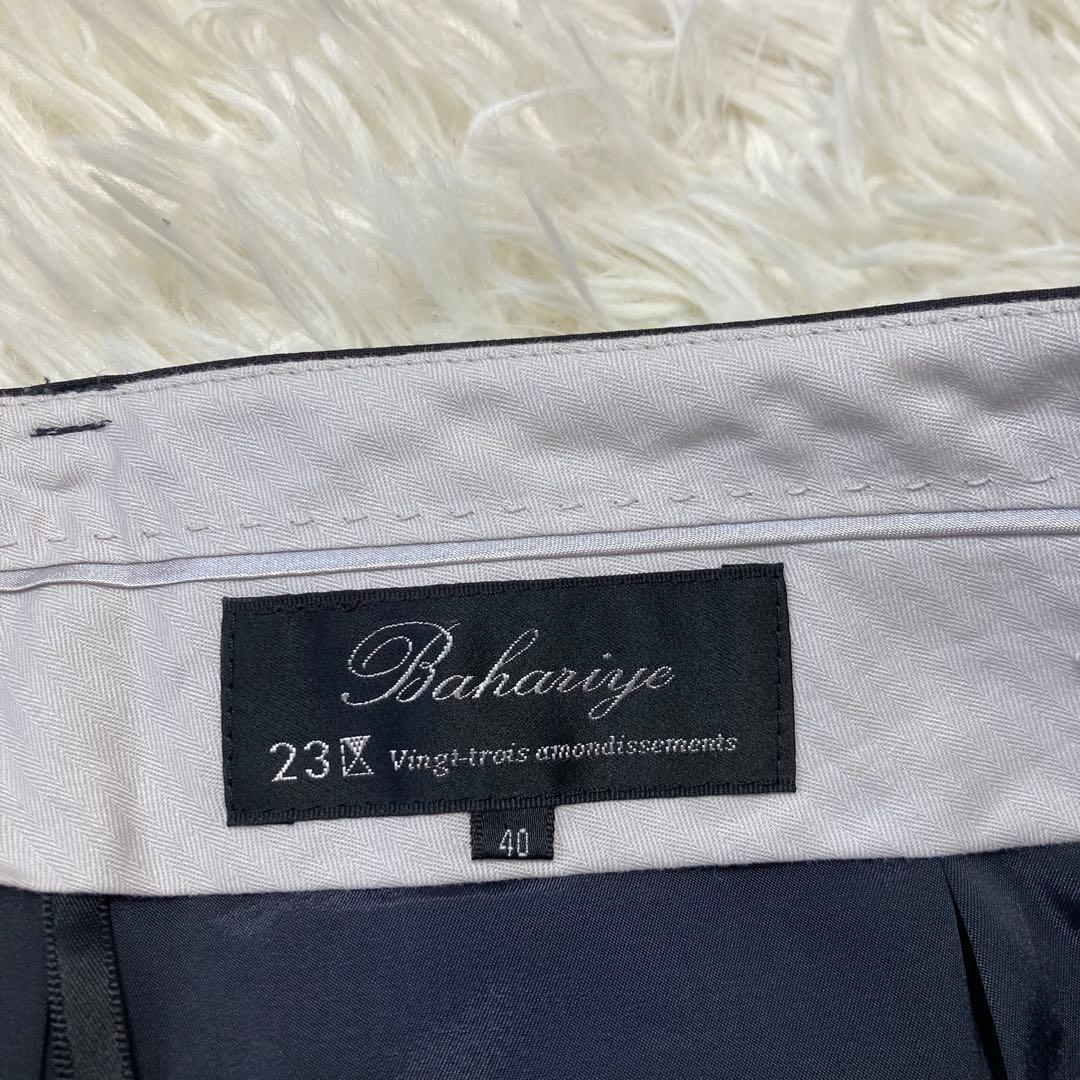 Bahariye
23区 Vingt-trois arrondissements
40